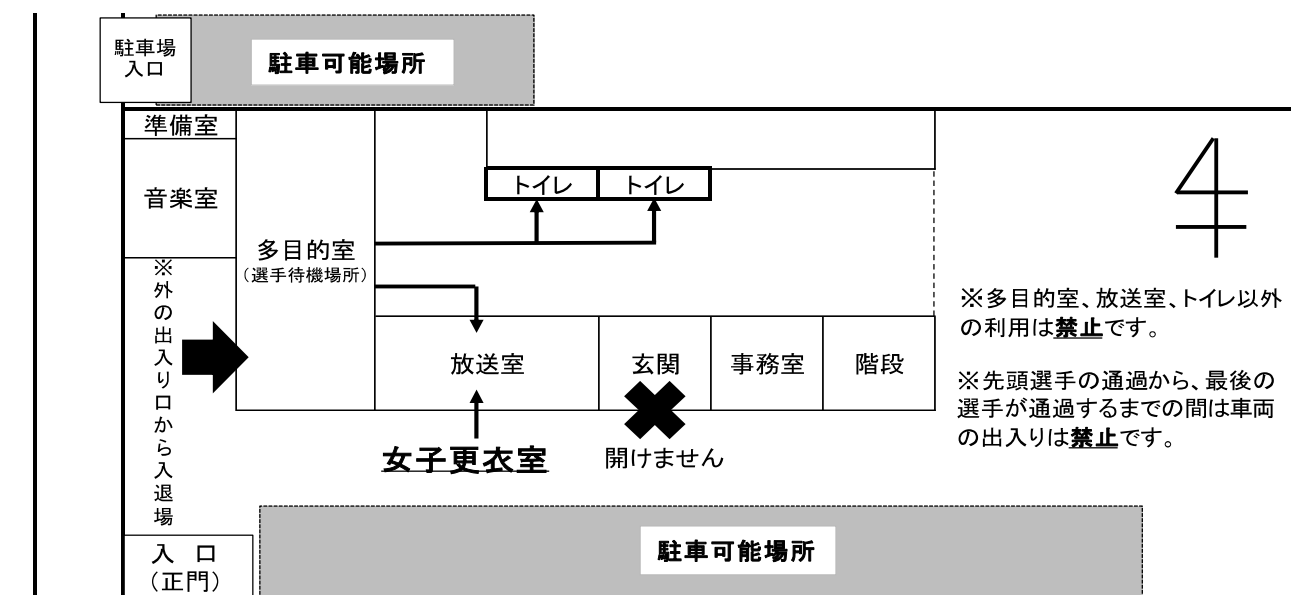 駐車場
入口
駐車可能場所
準備室
音楽室
トイレ
トイレ
多目的室
（選手待機場所）
※外の出入り口から入退場
放送室
玄関
事務室
階段
女子更衣室
開けません
※多目的室、放送室、トイレ以外
の利用は禁止です。
※先頭選手の通過から、最後の
選手が通過するまでの間は車両
の出入りは禁止です。
入　口
（正門）
駐車可能場所